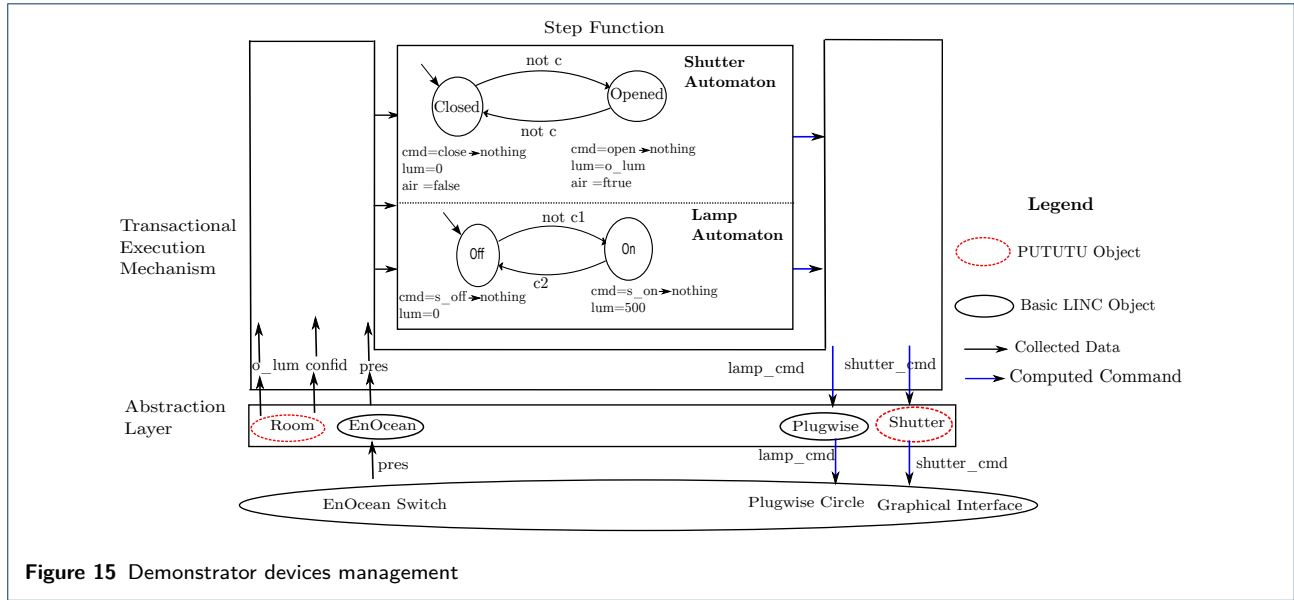 Step Function
Shutter
Automaton
not c
Closed
Opened
not c
cmd=close→nothing
lum=0
air =false
cmd=open→nothing
lum=o_lum
air =ftrue
Lamp
Automaton
not c1
Off
On
c2
cmd=s_off→nothing
lum=0
cmd=s_on→nothing
lum=500
Transactional
Execution
Mechanism
Legend
PUTUTU Object
Basic LINC Object
Collected Data
Computed Command
o_lum confid pres
lamp_cmd
shutter_cmd
Abstraction
Layer
Room
EnOcean
Plugwise
Shutter
pres
lamp_cmd
shutter_cmd
EnOcean Switch
Plugwise Circle
Graphical Interface
Figure 15 Demonstrator devices management